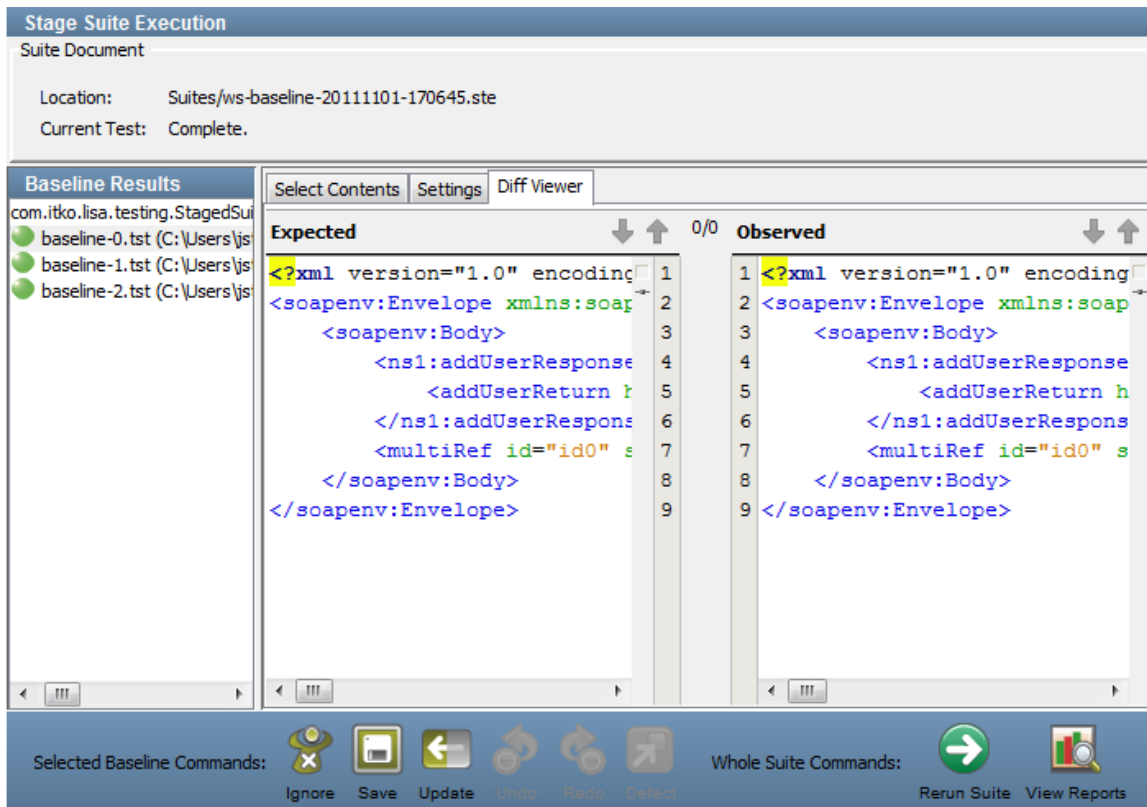 Stage Suite Execution
Suite Document
Location: Suites/ws-baseline-20111101-170645.ste
Current Test: Complete.
Baseline Results
com.itko.lisa.testing.StagedSui
baseline-0.tst (C:\Users\jst
baseline-1.tst (C:\Users\jst
baseline-2.tst (C:\Users\jst
Select Contents Settings Diff Viewer
Expected 0/0 Observed
<?xml version="1.0" encoding 1 1 <?xml version="1.0" encoding
<soapenv:Envelope xmlns:soap 2 2 <soapenv:Envelope xmlns:soap
<soapenv:Body> 3 3 <soapenv:Body>
<ns1:addUserResponse 4 4 <ns1:addUserResponse
<addUserReturn h 5 5 <addUserReturn h
</ns1:addUserRespons 6 6 </ns1:addUserRespons
<multiRef id="id0" s 7 7 <multiRef id="id0" s
</soapenv:Body> 8 8 </soapenv:Body>
</soapenv:Envelope> 9 9 </soapenv:Envelope>
Selected Baseline Commands: Whole Suite Commands:
Ignore Save Update Undo Redo Defect Rerun Suite View Reports